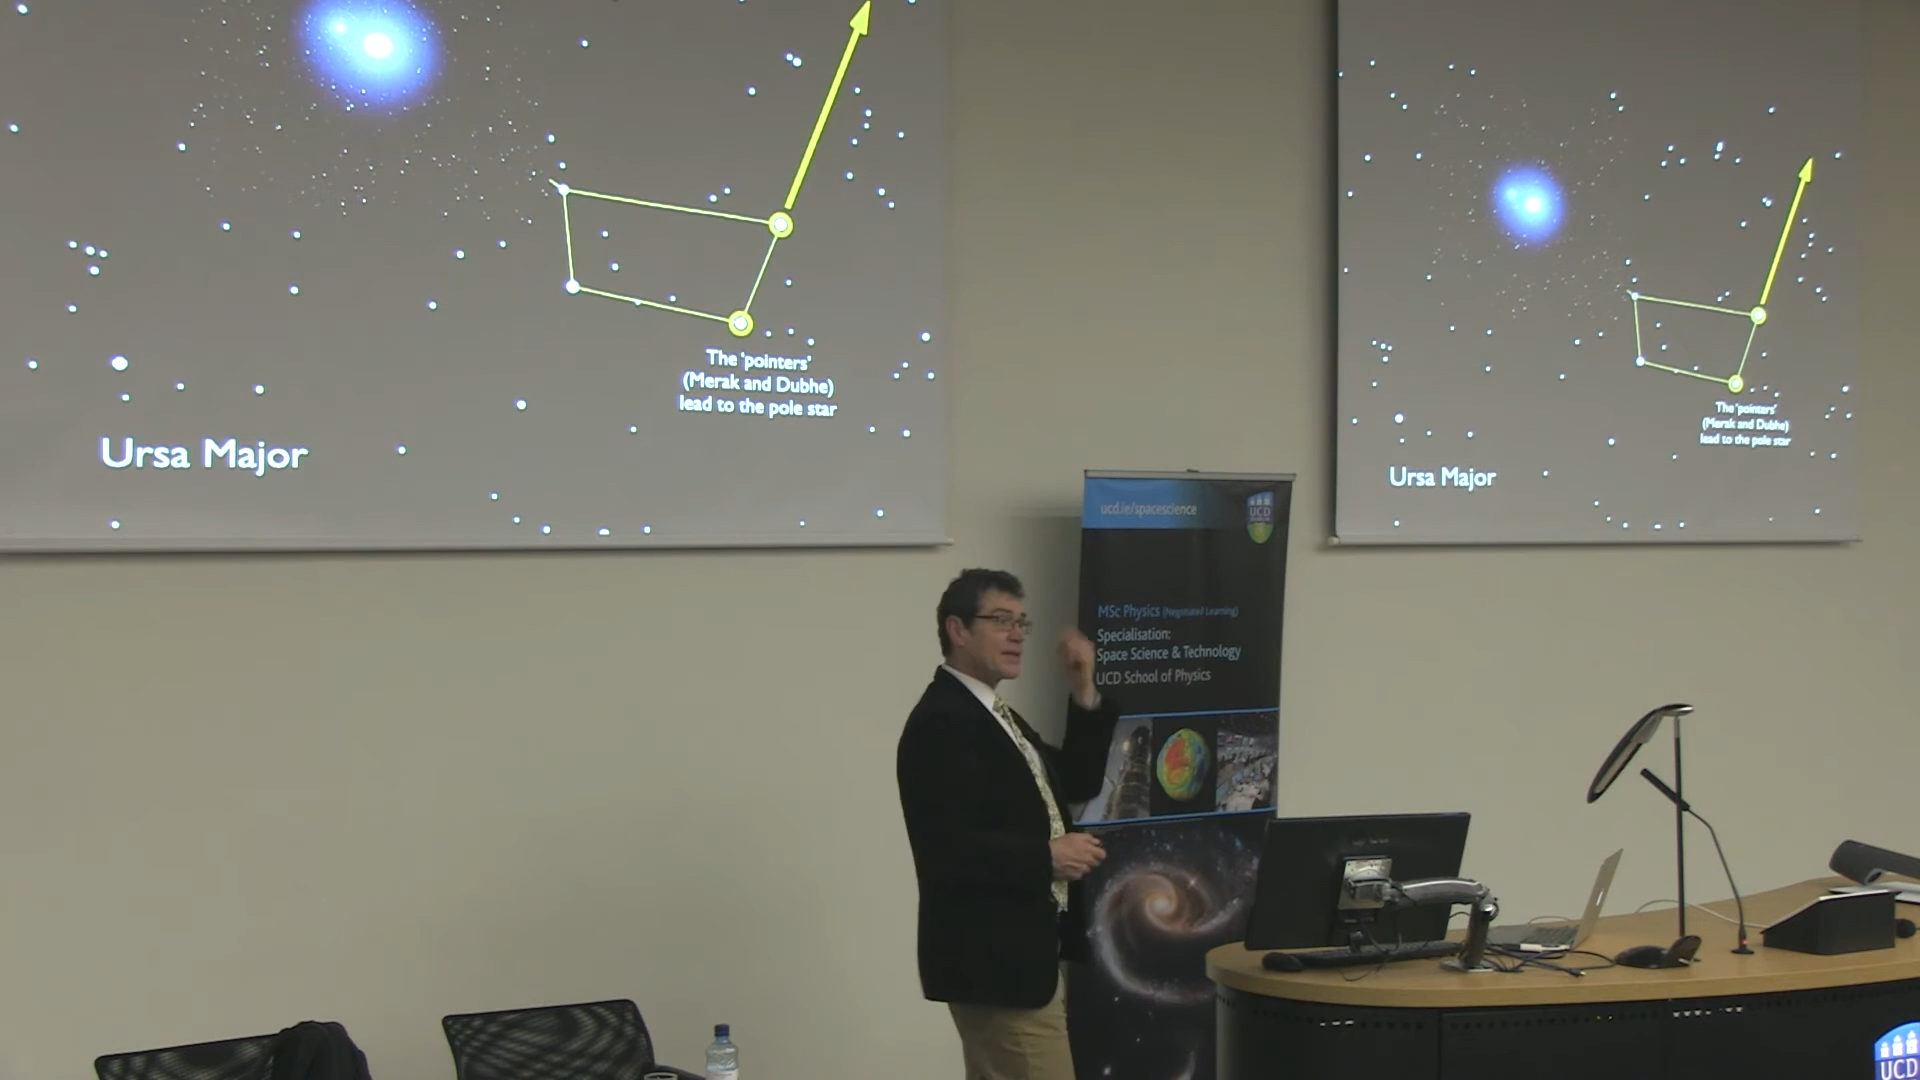 The 'pointers'
(Merak and Dubhe)
lead to the pole star
Ursa Major
The 'pointers'
(Merak and Dubhe)
lead to the pole star
Ursa Major
ucd.ie/spacescience
UCD
MSc Physics (Negotiated Learning)
Specialisation:
Space Science & Technology
UCD School of Physics
UCD